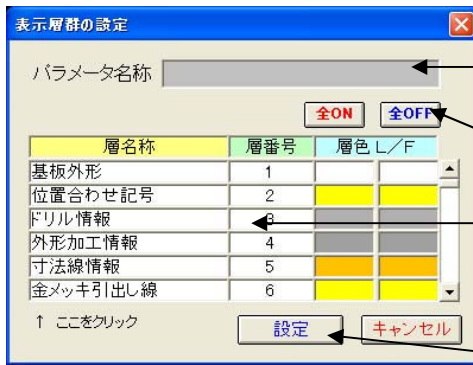 表示層群の設定
パラメータ名称
全ON 全OFF
層名称 層番号 層色 L/F
基板外形 1
位置合わせ記号 2
ドリル情報 3
外形加工情報 4
寸法線情報 5
金メッキ引出し線 6
↑ ここをクリック 設定 キャンセル